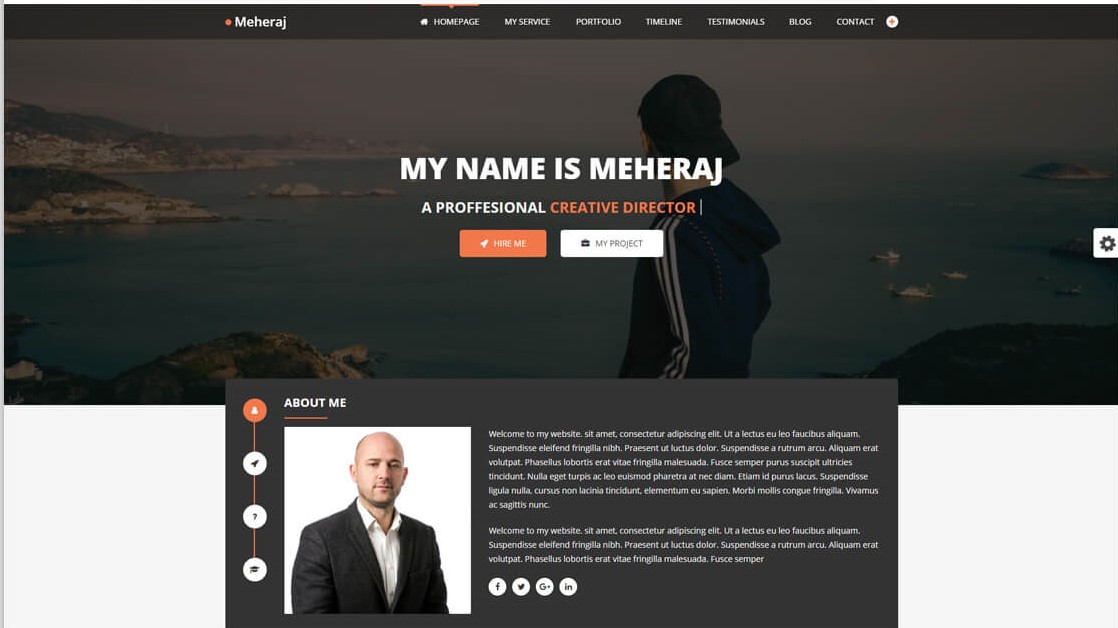 Meheraj
HOMEPAGE MY SERVICE PORTFOLIO TIMELINE TESTIMONIALS BLOG CONTACT
MY NAME IS MEHERAJ
A PROFFESIONAL CREATIVE DIRECTOR
HIRE ME MY PROJECT
ABOUT ME
Welcome to my website. sit amet, consectetur adipiscing elit. Ut a lectus eu leo faucibus aliquam.
Suspendisse eleifend fringilla nibh. Praesent ut luctus dolor. Suspendisse a rutrum arcu. Aliquam erat
volutpat. Phasellus lobortis erat vitae fringilla malesuada. Fusce semper purus suscipit ultricies
tincidunt. Nulla eget turpis ac leo euismod pharetra at nec diam. Etiam id purus lacus. Suspendisse
ligula nulla, cursus non lacinia tincidunt, elementum eu sapien. Morbi mollis congue fringilla. Vivamus
ac sagittis nunc.
Welcome to my website. sit amet, consectetur adipiscing elit. Ut a lectus eu leo faucibus aliquam.
Suspendisse eleifend fringilla nibh. Praesent ut luctus dolor. Suspendisse a rutrum arcu. Aliquam erat
volutpat. Phasellus lobortis erat vitae fringilla malesuada. Fusce semper